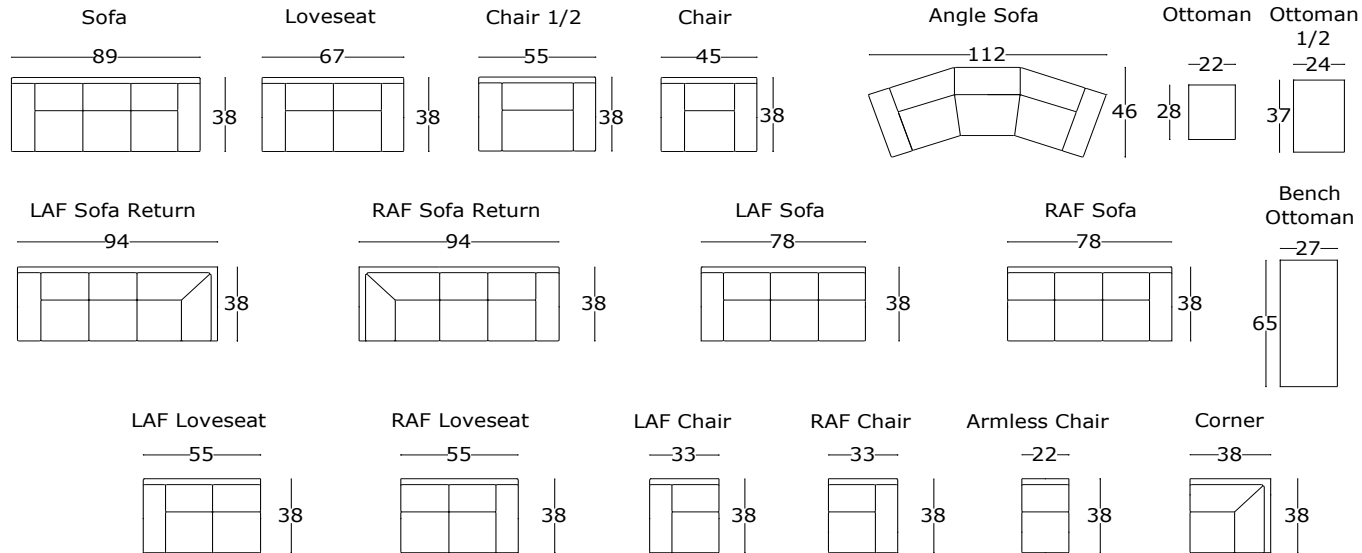 Sofa
Loveseat
Chair 1/2
Chair
Angle Sofa
Ottoman
Ottoman
1/2
89
67
55
45
112
22
24
38
38
38
38
46
28
37
LAF Sofa Return
RAF Sofa Return
LAF Sofa
RAF Sofa
Bench
Ottoman
94
94
78
78
27
38
38
38
38
65
LAF Loveseat
RAF Loveseat
LAF Chair
RAF Chair
Armless Chair
Corner
55
55
33
33
22
38
38
38
38
38
38
38